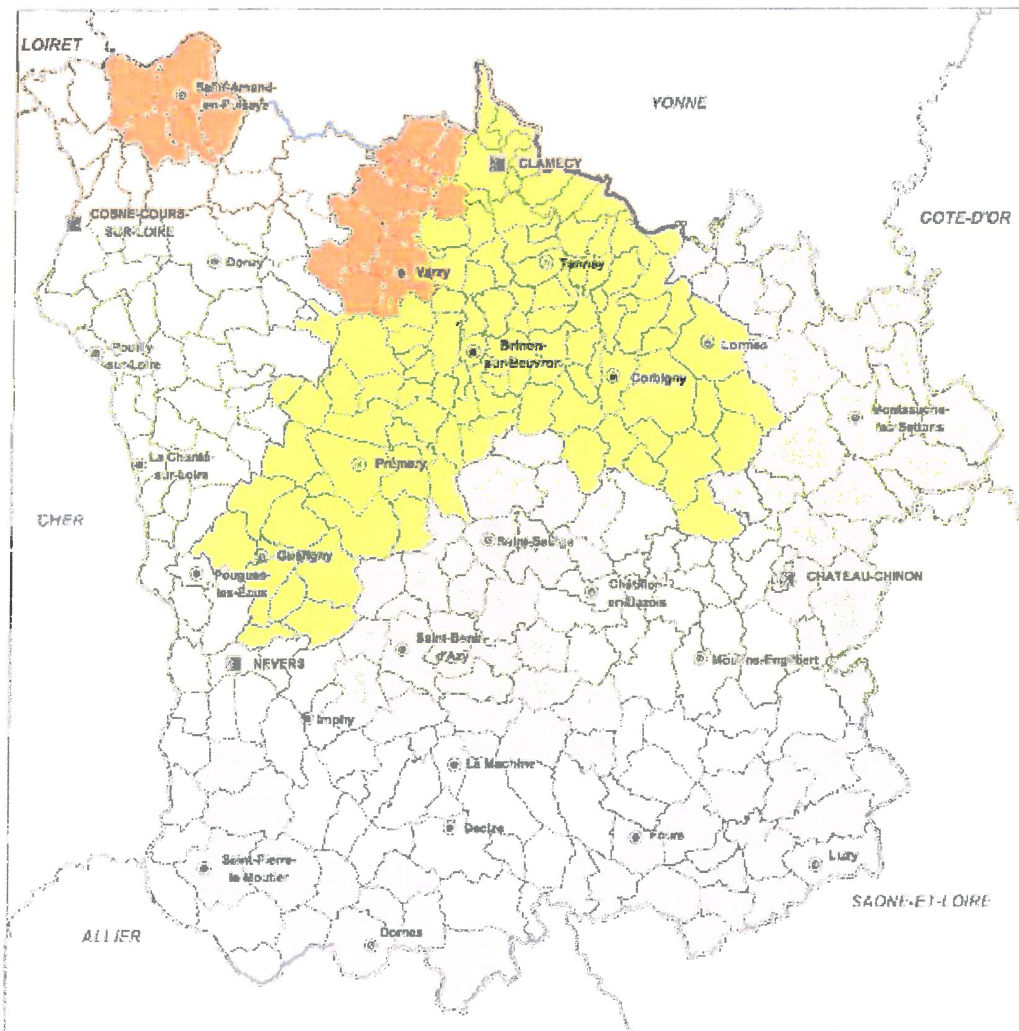 LOIRET
Saint-Amand-
en-Puisaye
YONNE
CLAMECY
COSNE-COURS-
SUR-LOIRE
COTE-D'OR
Donzy
Tannay
Varzy
Pouilly
sur-Loire
Brinon-
sur-Beuvron
Lormes
Corbigny
Montsauche-
les Settons
La Charité
sur-Loire
Prémery
CHER
Saint-Saulge
Guérigny
Pougues-
les-Eaux
CHATEAU-CHINON
Châtillon-
en-Bazois
Saint-Benin
d'Azy
NEVERS
Moulins-Engilbert
Imphy
La Machine
Decize
Fours
Luzy
Saint-Pierre-
le-Moutier
SAONE-ET-LOIRE
ALLIER
Dornes